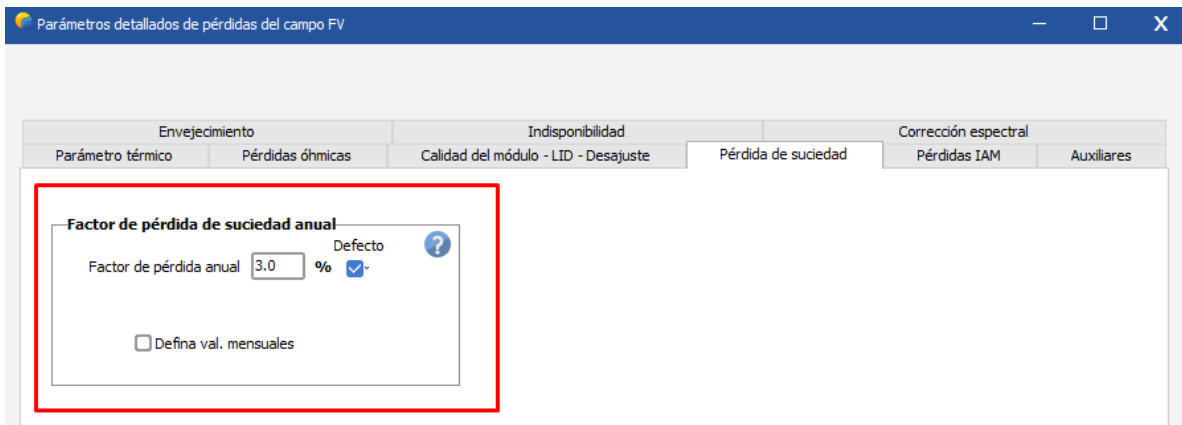 Parámetros detallados de pérdidas del campo FV
Envejecimiento Indisponibilidad Corrección espectral
Parámetro térmico Pérdidas óhmicas Calidad del módulo - LID - Desajuste Pérdida de suciedad Pérdidas IAM Auxiliares
Factor de pérdida de suciedad anual
Defecto
Factor de pérdida anual 3.0 %
Defina val. mensuales